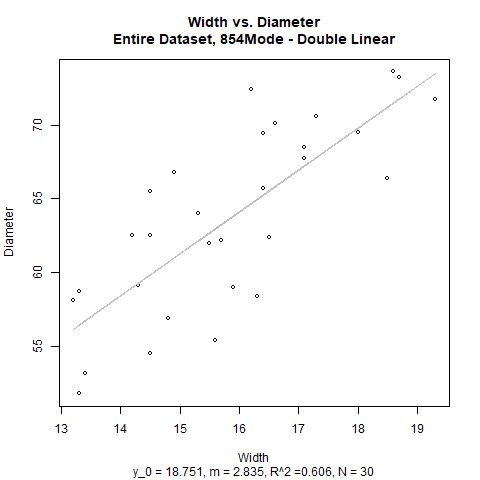 Width vs. Diameter
Entire Dataset, 854Mode - Double Linear
70
65
60
55
Diameter
13 14 15 16 17 18 19
Width
y_0 = 18.751, m = 2.835, R^2 =0.606, N = 30